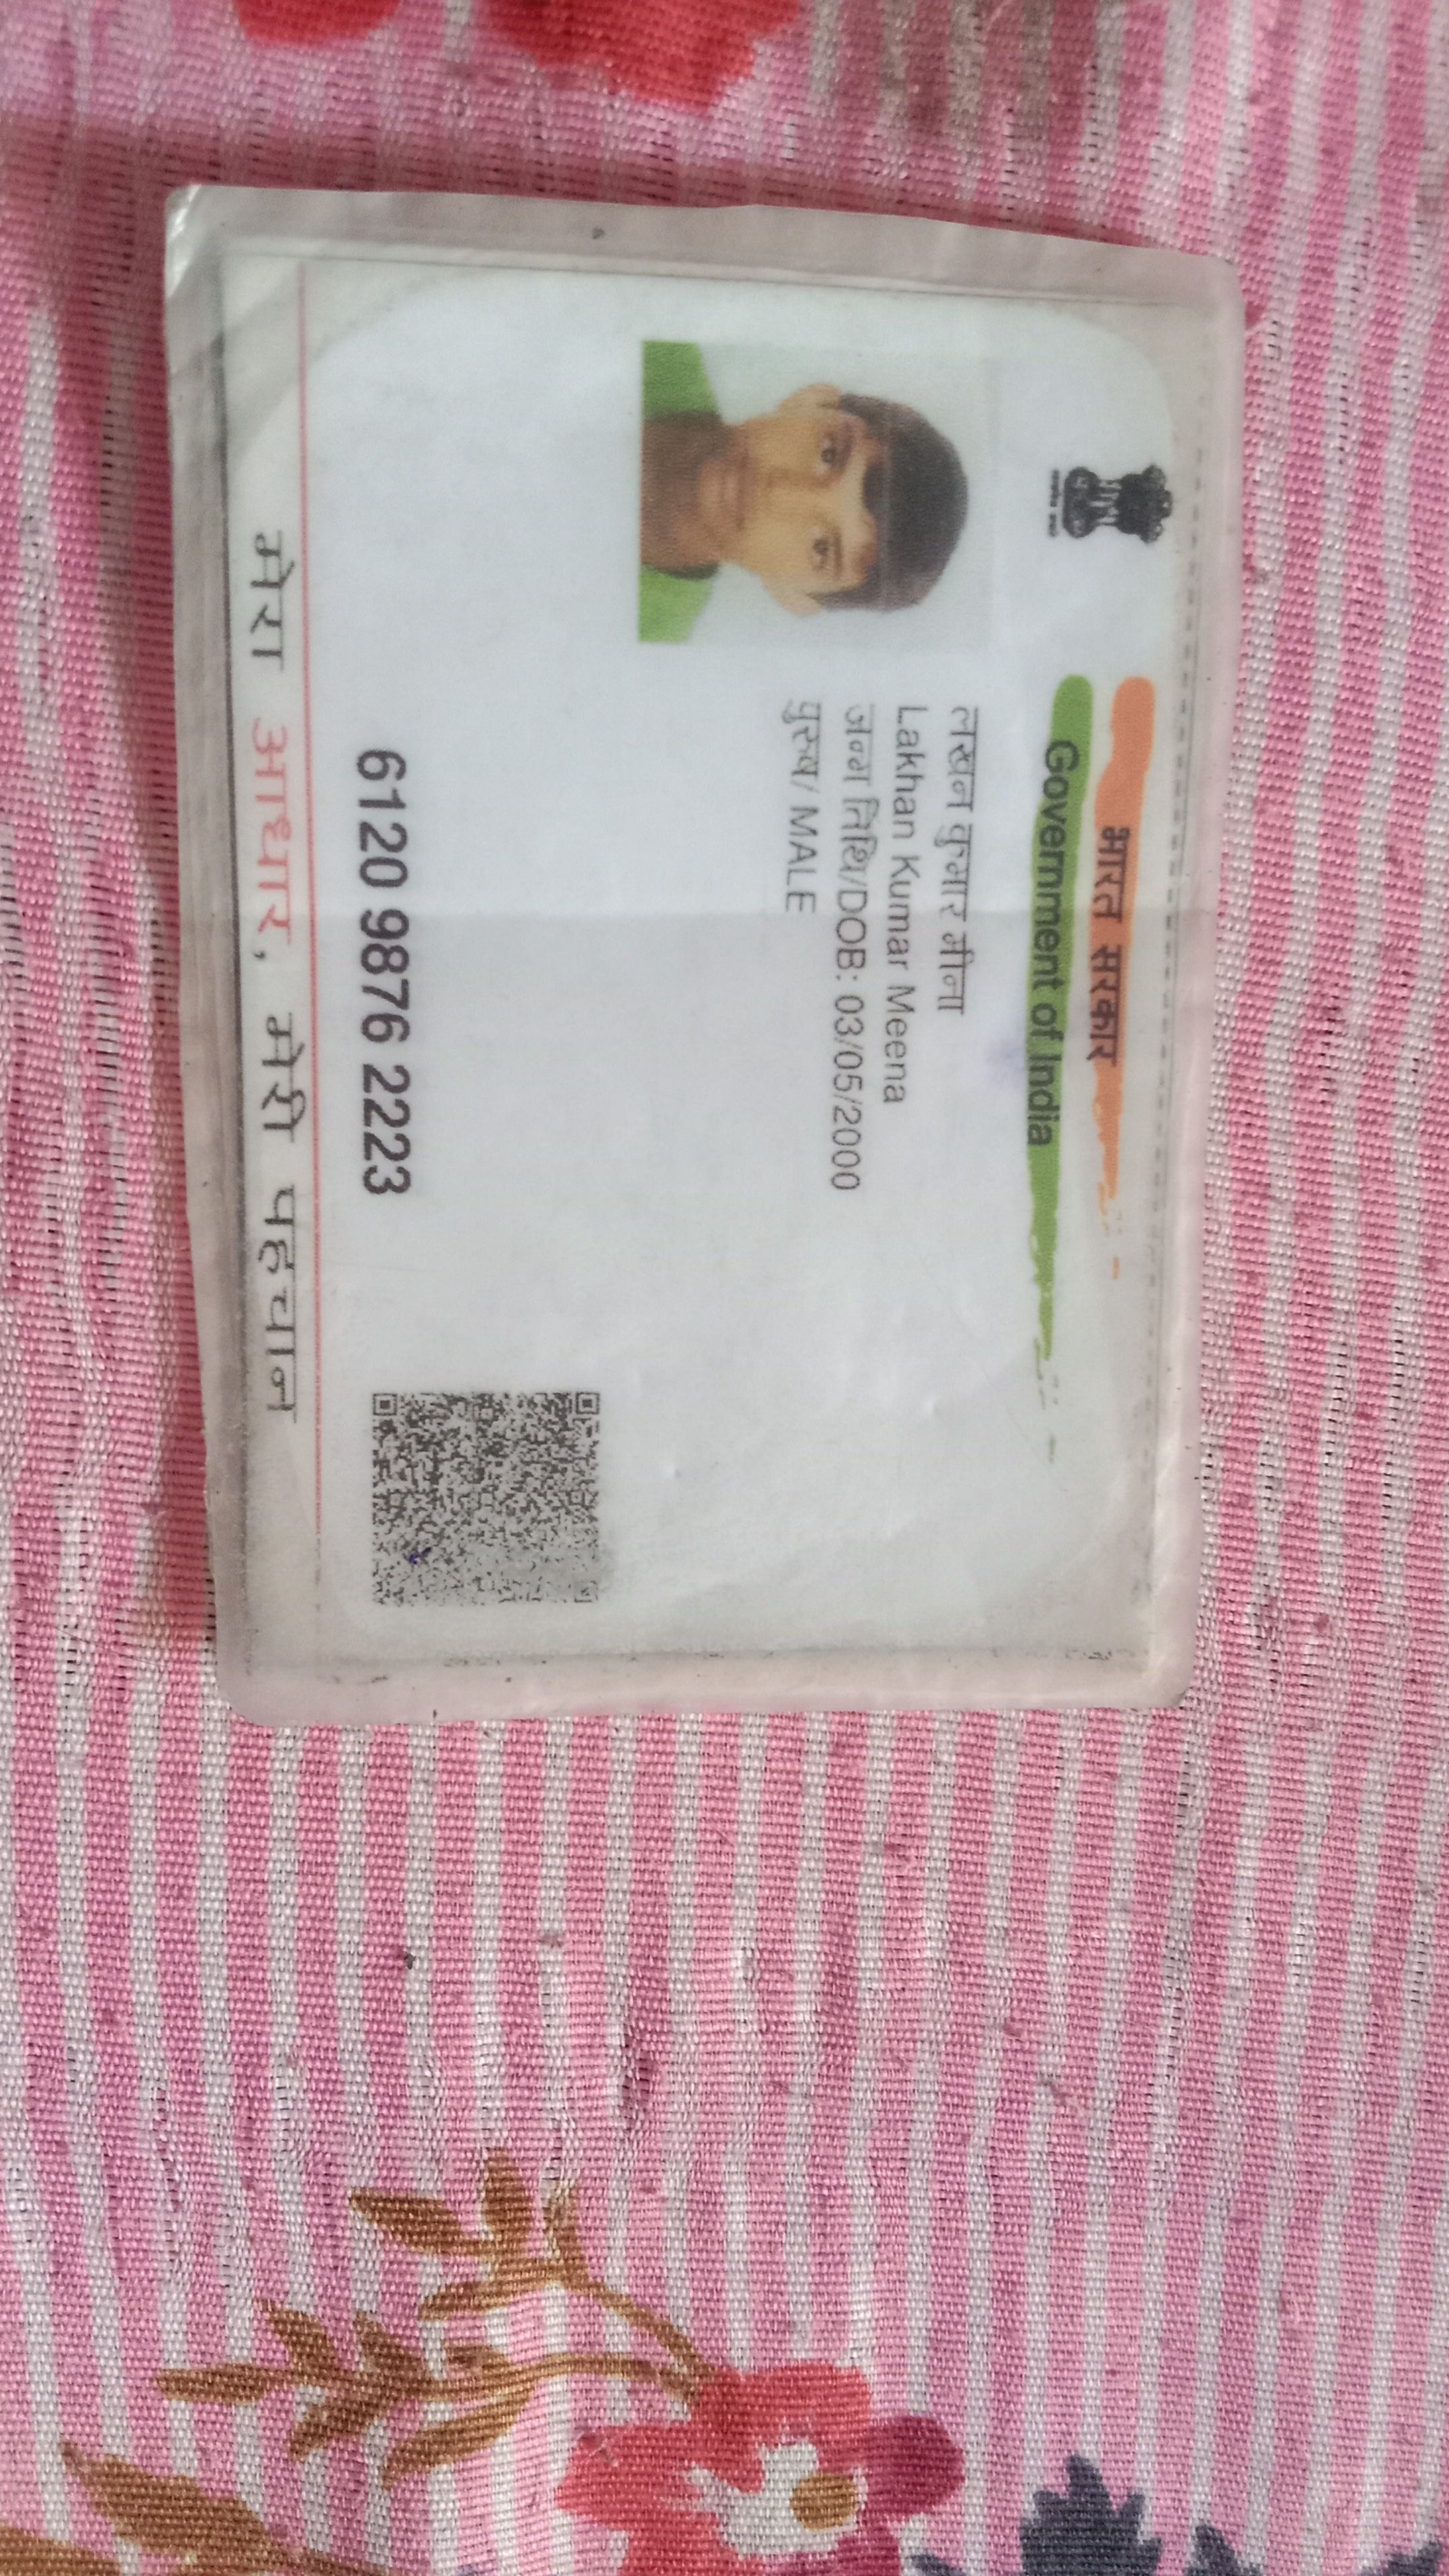 भारत सरकार
Government of India
लखन कुमार मीना
Lakhan Kumar Meena
जन्म तिथि/DOB: 03/05/2000
पुरुष/ MALE
6120 9876 2223
मेरा आधार, मेरी पहचान